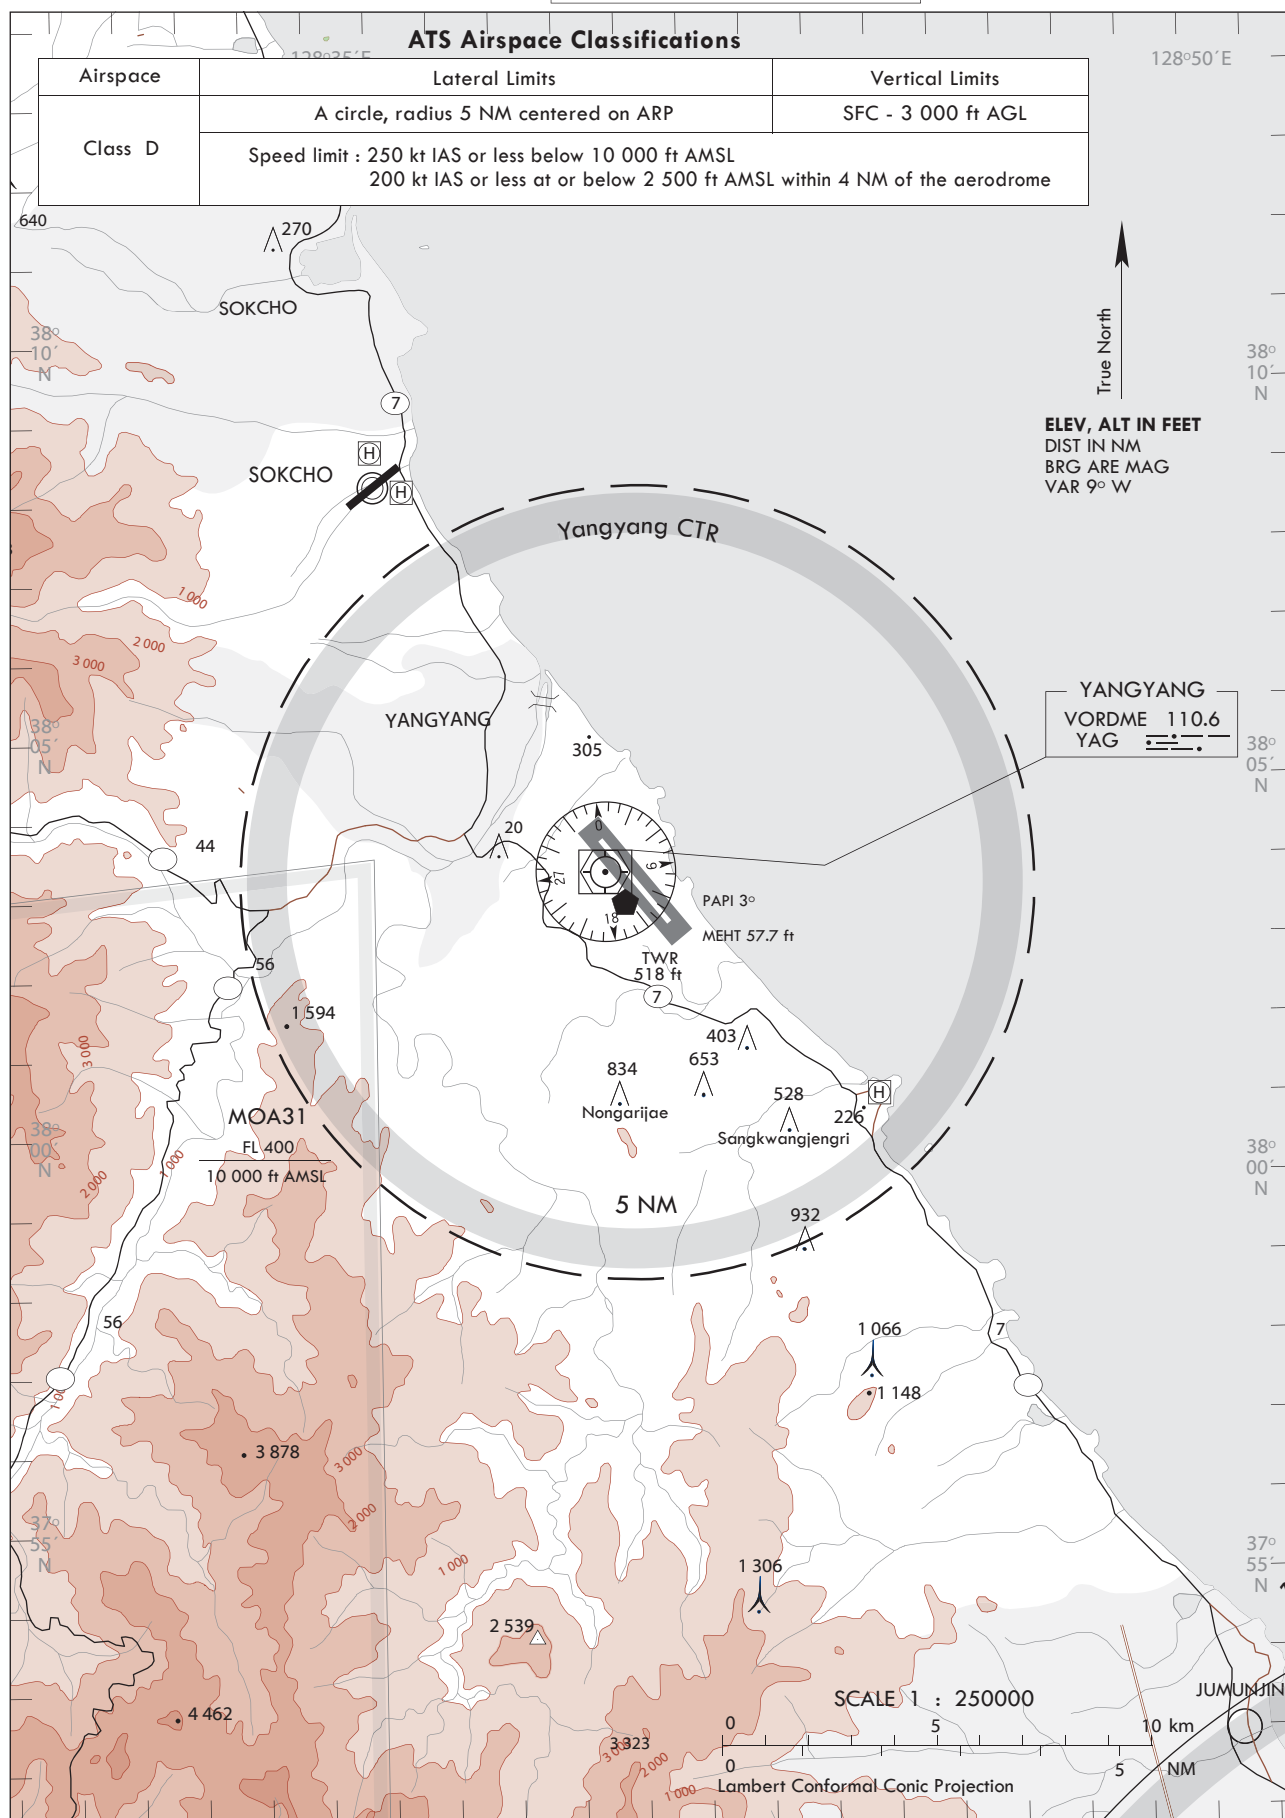 ATS Airspace Classifications
128°35´E
128°50´E
Airspace
Lateral Limits
Vertical Limits
Class D
A circle, radius 5 NM centered on ARP
SFC - 3 000 ft AGL
Speed limit : 250 kt IAS or less below 10 000 ft AMSL
200 kt IAS or less at or below 2 500 ft AMSL within 4 NM of the aerodrome
640
270
SOKCHO
38°
10´
N
True North
38°
10´
N
7
ELEV, ALT IN FEET
DIST IN NM
BRG ARE MAG
VAR 9° W
H
SOKCHO
H
Yangyang CTR
1 000
2 000
3 000
YANGYANG
VORDME 110.6
YAG
YANGYANG
38°
05´
N
305
38°
05´
N
20
44
0
9
27
18
PAPI 3°
MEHT 57.7 ft
TWR
518 ft
7
56
1 594
403
653
834
Nongarijae
528
Sangkwangjengri
226
H
3 000
MOA31
FL 400
10 000 ft AMSL
38°
00´
N
38°
00´
N
1 000
2 000
5 NM
932
56
1 066
7
1 148
3 878
3 000
2 000
1 000
37°
55´
N
37°
55´
N
1 306
2 539
4 462
SCALE 1 : 250000
JUMUNJIN
0
5
10 km
3 323
3 000
2 000
1 000
0
5
NM
Lambert Conformal Conic Projection